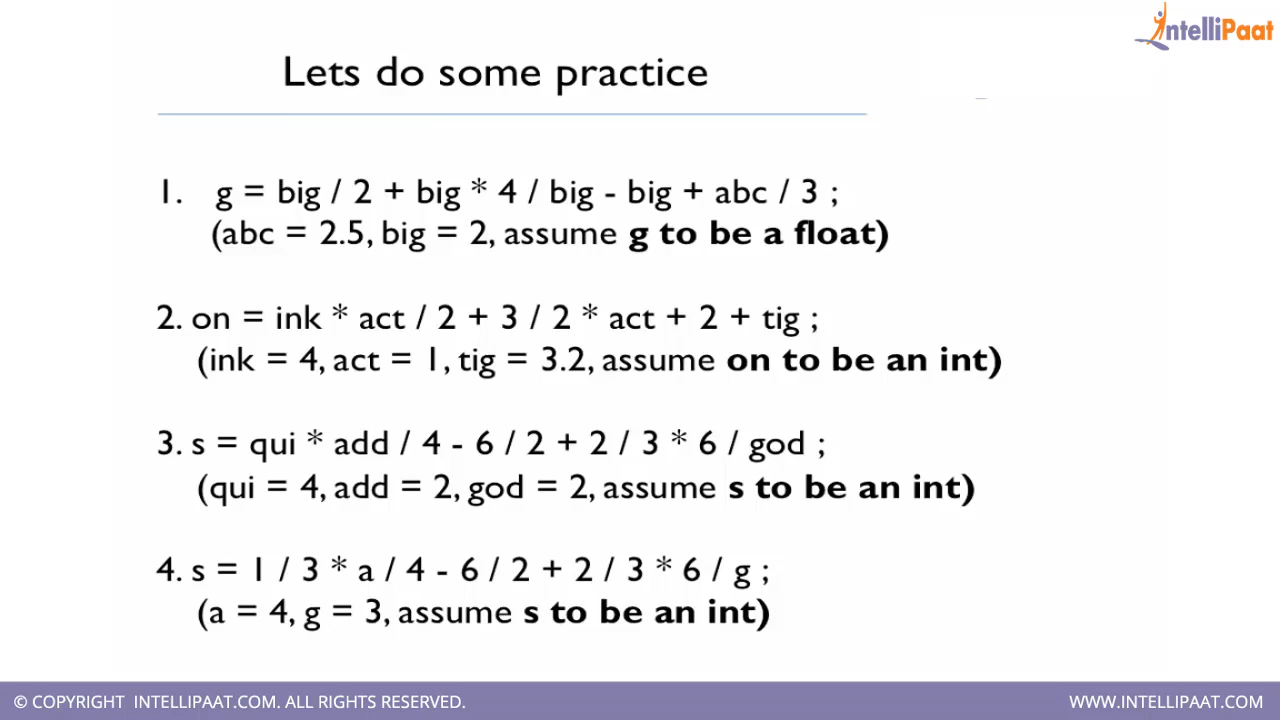 IntelliPaat
Lets do some practice
1. g = big / 2 + big * 4 / big - big + abc / 3 ;
(abc = 2.5, big = 2, assume g to be a float)
2. on = ink * act / 2 + 3 / 2 * act + 2 + tig ;
(ink = 4, act = 1, tig = 3.2, assume on to be an int)
3. s = qui * add / 4 - 6 / 2 + 2 / 3 * 6 / god ;
(qui = 4, add = 2, god = 2, assume s to be an int)
4. s = 1 / 3 * a / 4 - 6 / 2 + 2 / 3 * 6 / g ;
(a = 4, g = 3, assume s to be an int)
© COPYRIGHT INTELLIPAAT.COM. ALL RIGHTS RESERVED.
WWW.INTELLIPAAT.COM